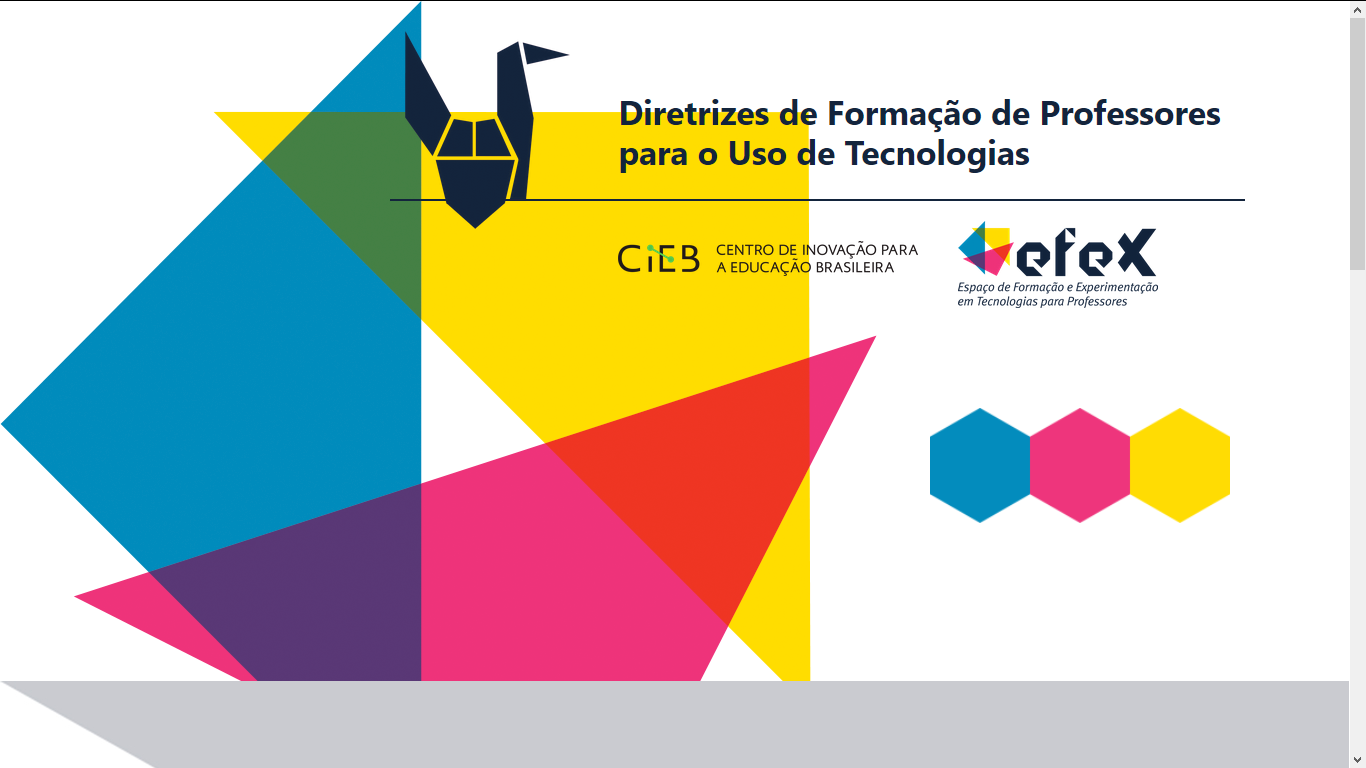 Diretrizes de Formação de Professores
para o Uso de Tecnologias
CiEB
CENTRO DE INOVAÇÃO PARA
A EDUCAÇÃO BRASILEIRA
efeX
Espaço de Formação e Experimentação
em Tecnologias para Professores